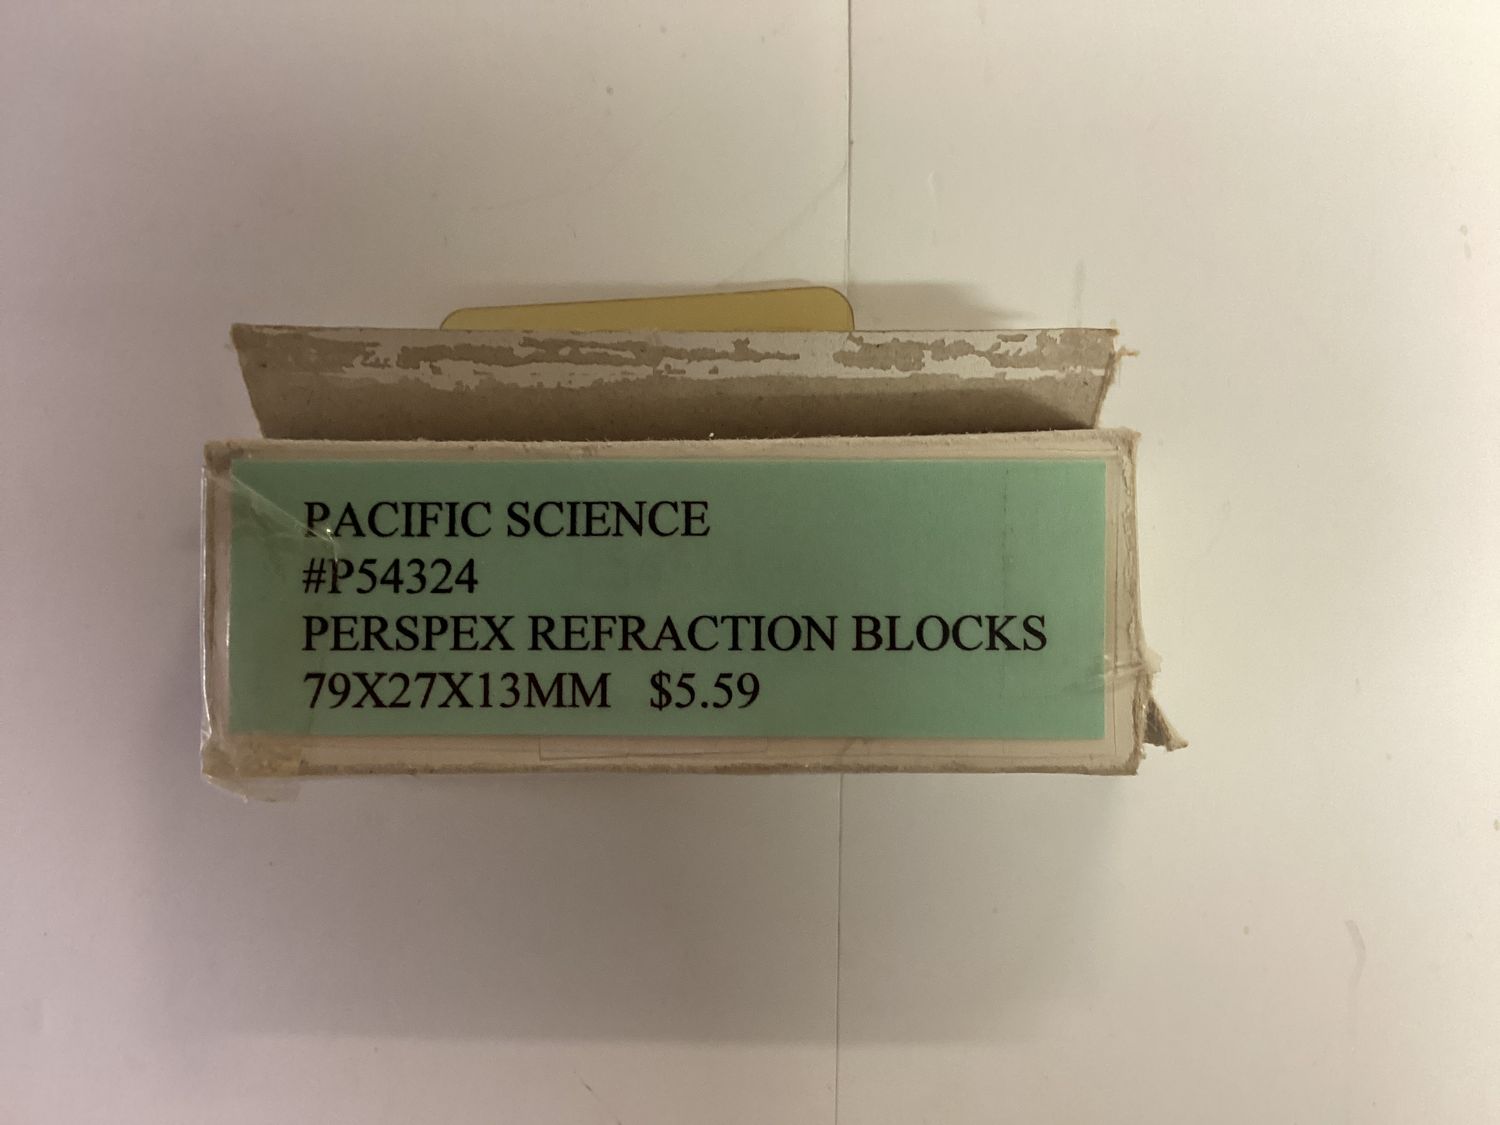 PACIFIC SCIENCE
#P54324
PERSPEX REFRACTION BLOCKS
79X27X13MM $5.59